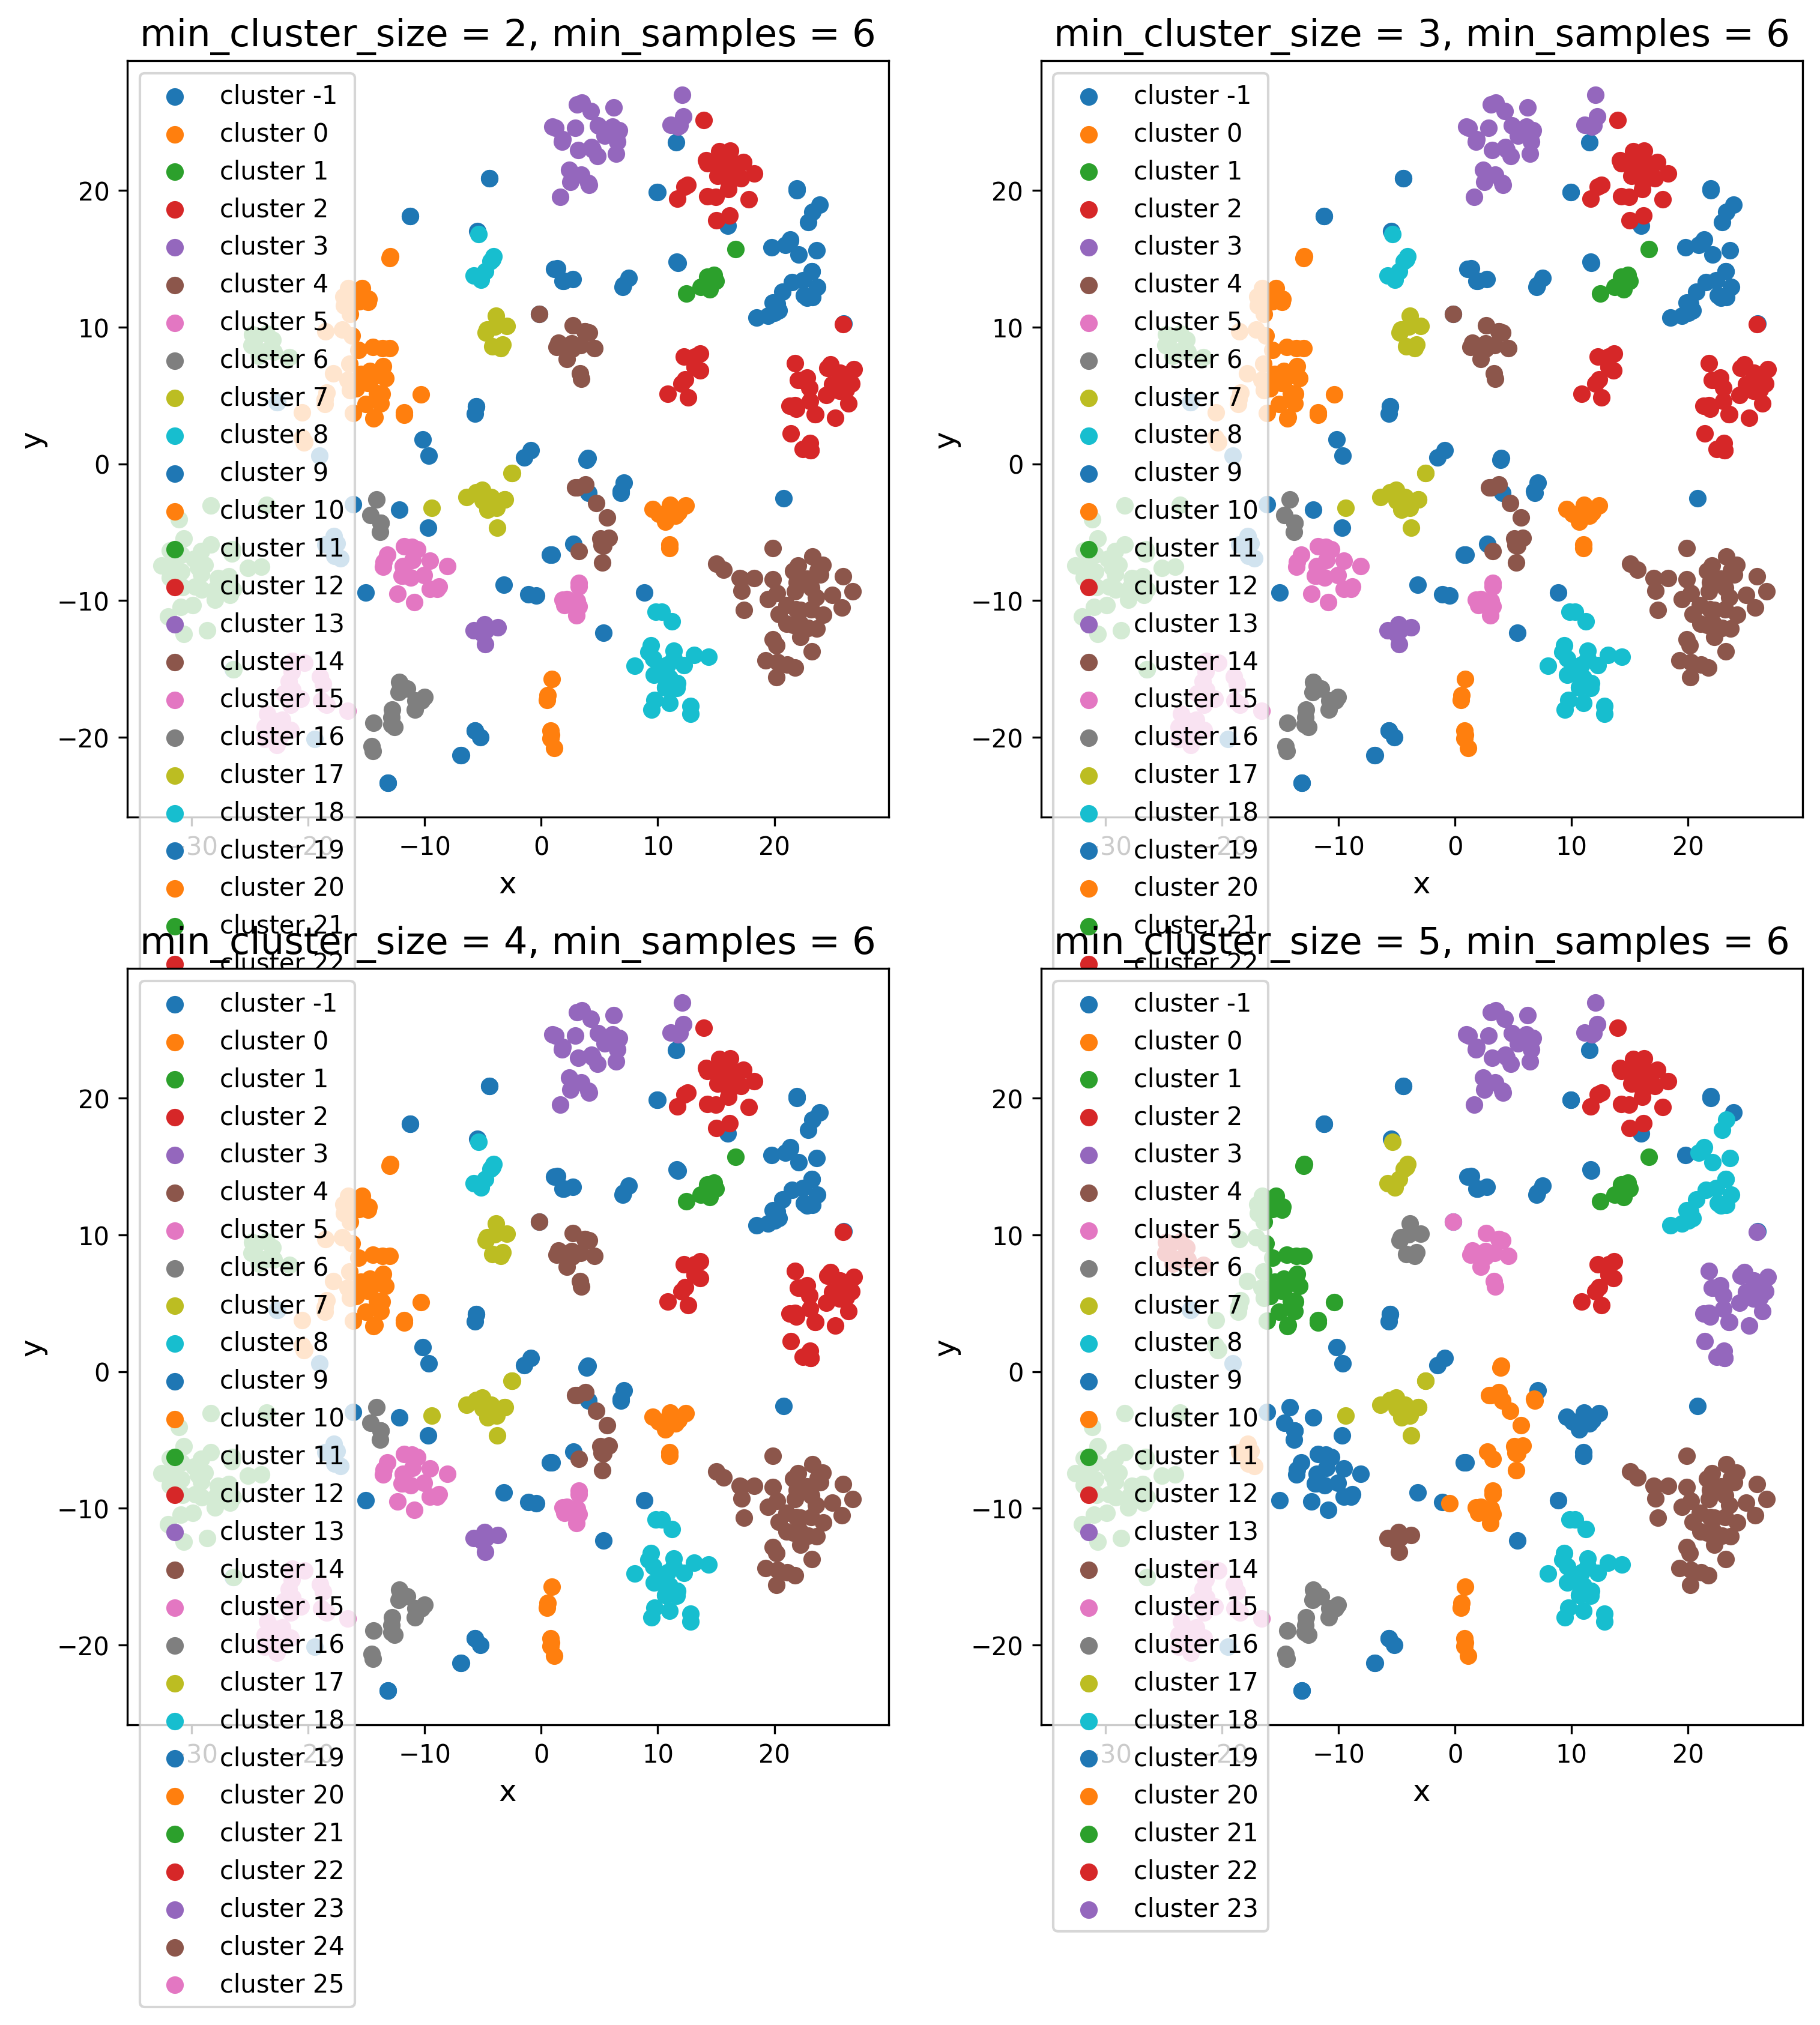 min_cluster_size = 2, min_samples = 6
cluster -1
cluster 0
cluster 1
cluster 2
cluster 3
cluster 4
cluster 5
cluster 6
cluster 7
cluster 8
cluster 9
cluster 10
cluster 11
cluster 12
cluster 13
cluster 14
cluster 15
cluster 16
cluster 17
cluster 18
cluster 19
cluster 20
cluster 21
cluster 22
20
10
0
−10
−20
y
30
20
−10
0
10
20
x
min_cluster_size = 3, min_samples = 6
cluster -1
cluster 0
cluster 1
cluster 2
cluster 3
cluster 4
cluster 5
cluster 6
cluster 7
cluster 8
cluster 9
cluster 10
cluster 11
cluster 12
cluster 13
cluster 14
cluster 15
cluster 16
cluster 17
cluster 18
cluster 19
cluster 20
cluster 21
cluster 22
20
10
0
−10
−20
y
30
20
−10
0
10
20
x
min_cluster_size = 4, min_samples = 6
cluster -1
cluster 0
cluster 1
cluster 2
cluster 3
cluster 4
cluster 5
cluster 6
cluster 7
cluster 8
cluster 9
cluster 10
cluster 11
cluster 12
cluster 13
cluster 14
cluster 15
cluster 16
cluster 17
cluster 18
cluster 19
cluster 20
cluster 21
cluster 22
cluster 23
cluster 24
cluster 25
20
10
0
−10
−20
y
30
20
−10
0
10
20
x
min_cluster_size = 5, min_samples = 6
cluster -1
cluster 0
cluster 1
cluster 2
cluster 3
cluster 4
cluster 5
cluster 6
cluster 7
cluster 8
cluster 9
cluster 10
cluster 11
cluster 12
cluster 13
cluster 14
cluster 15
cluster 16
cluster 17
cluster 18
cluster 19
cluster 20
cluster 21
cluster 22
cluster 23
20
10
0
−10
−20
y
30
20
−10
0
10
20
x